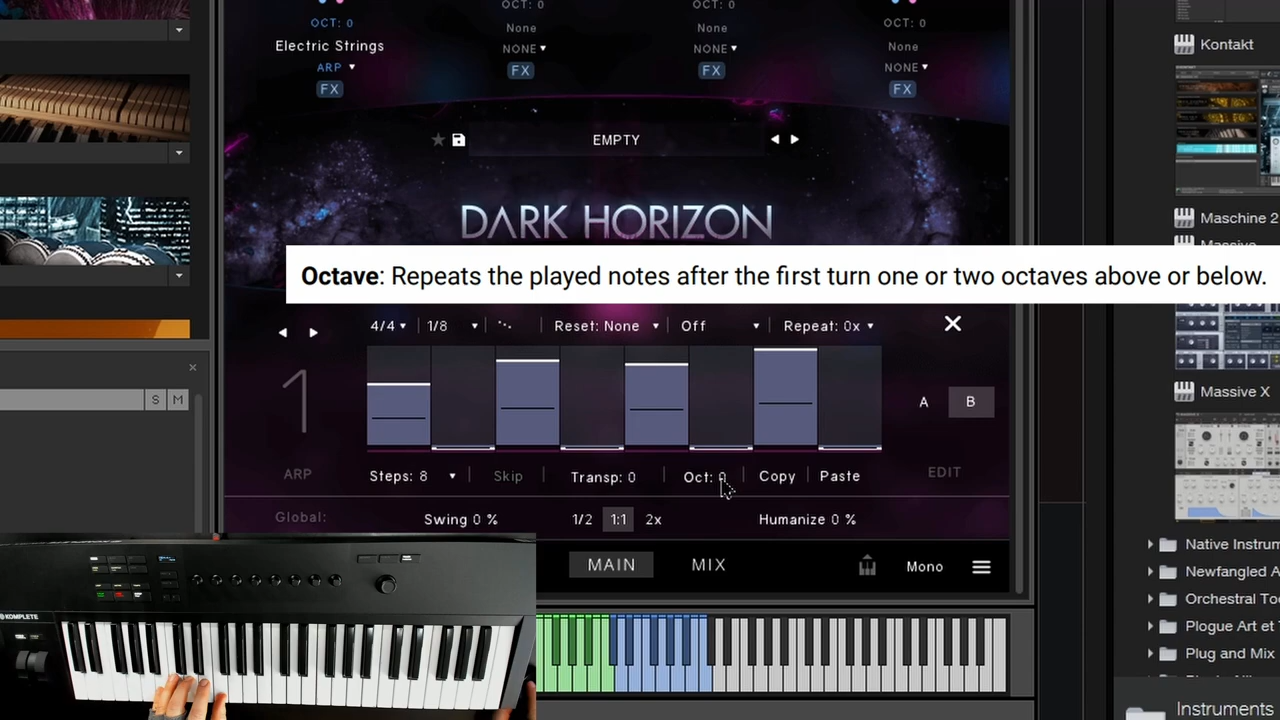 OCT: 0
OCT: 0
OCT: 0
OCT: 0
Electric Strings
None
None
None
ARP
NONE
NONE
NONE
FX
FX
FX
FX
Kontakt
EMPTY
DARK HORIZON
Maschine 2
Massive
Octave: Repeats the played notes after the first turn one or two octaves above or below.
4/4
1/8
Reset: None
Off
Repeat: 0x
1
ARP
A
B
EDIT
Massive X
S
M
Steps: 8
Skip
Transp: 0
Oct: 0
Copy
Paste
Global:
Swing 0 %
1/2
1:1
2x
Humanize 0 %
MAIN
MIX
Mono
KOMPLETE
Native Instrum
Newfangled A
Orchestral To
Plogue Art et T
Plug and Mix
Instruments